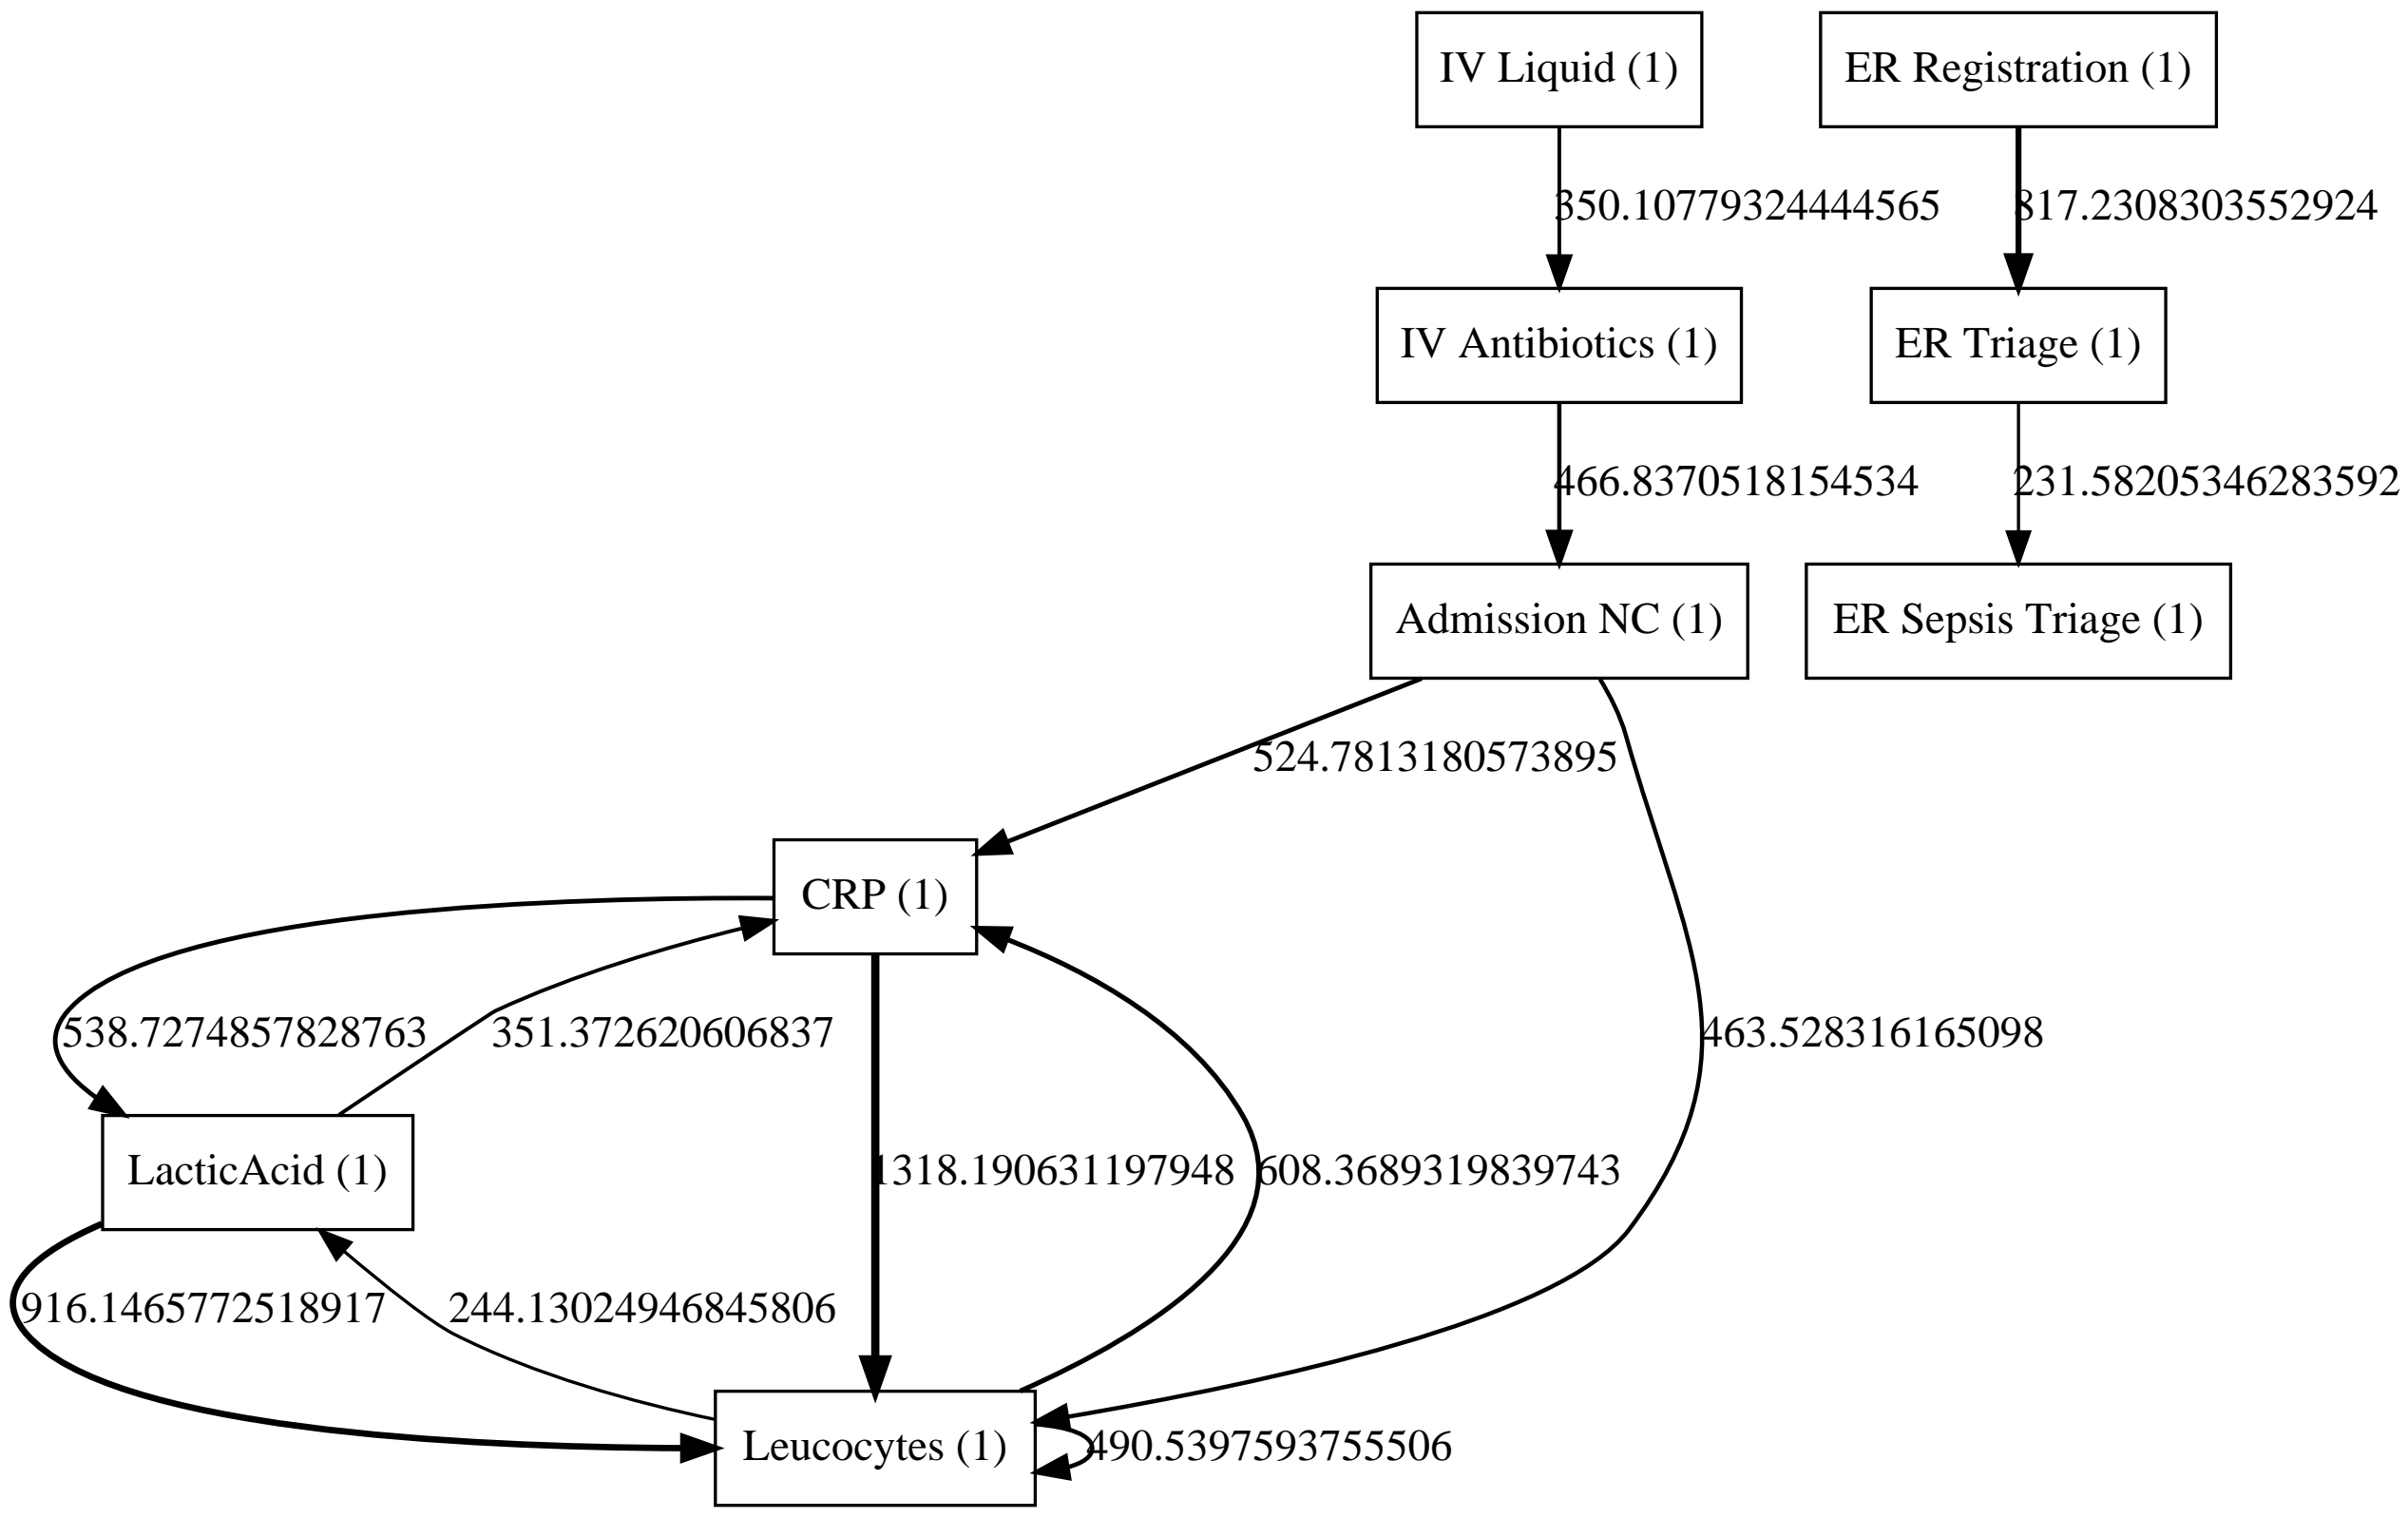 IV Liquid (1)
ER Registration (1)
350.10779324444565
817.2308303552924
IV Antibiotics (1)
ER Triage (1)
466.8370518154534
231.58205346283592
Admission NC (1)
ER Sepsis Triage (1)
524.7813180573895
CRP (1)
538.7274857828763
351.372620606837
463.528316165098
LacticAcid (1)
1318.190631197948
608.3689319839743
916.1465772518917
244.13024946845806
Leucocytes (1)
490.5397593755506